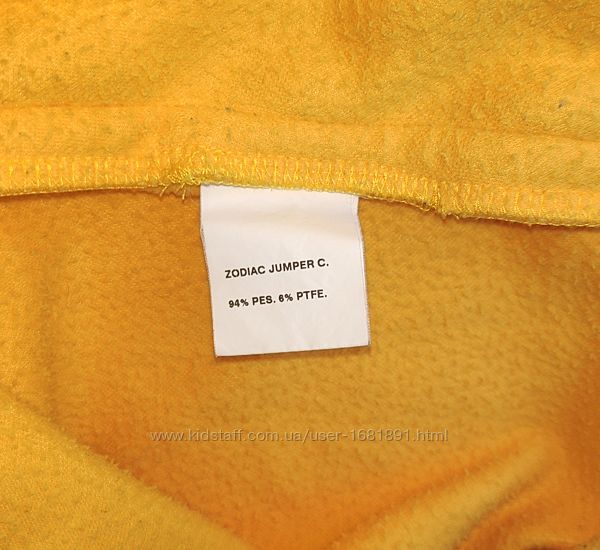 ZODIAC JUMPER C.
94% PES. 6% PTFE.
www.kidstaff.com.ua/user-1681891.html